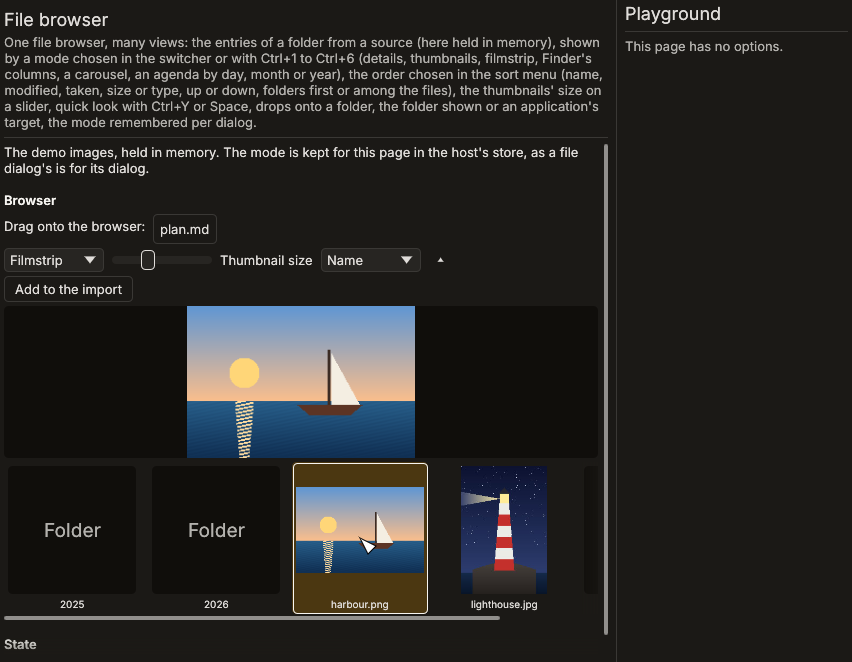 File browser
One file browser, many views: the entries of a folder from a source (here held in memory), shown
by a mode chosen in the switcher or with Ctrl+1 to Ctrl+6 (details, thumbnails, filmstrip, Finder's
columns, a carousel, an agenda by day, month or year), the order chosen in the sort menu (name,
modified, taken, size or type, up or down, folders first or among the files), the thumbnails' size on
a slider, quick look with Ctrl+Y or Space, drops onto a folder, the folder shown or an application's
target, the mode remembered per dialog.
The demo images, held in memory. The mode is kept for this page in the host's store, as a file
dialog's is for its dialog.
Browser
Drag onto the browser: plan.md
Filmstrip Thumbnail size Name
Add to the import
Folder Folder
2025 2026 harbour.png lighthouse.jpg
State
Playground
This page has no options.